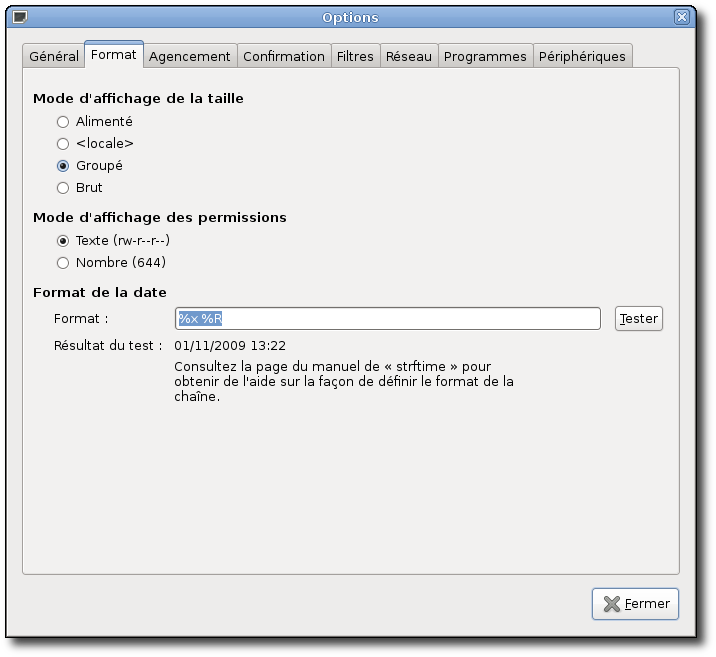 Options
Général Format Agencement Confirmation Filtres Réseau Programmes Périphériques
Mode d'affichage de la taille
Alimenté
<locale>
Groupé
Brut
Mode d'affichage des permissions
Texte (rw-r--r--)
Nombre (644)
Format de la date
Format : %x %R Tester
Résultat du test : 01/11/2009 13:22
Consultez la page du manuel de « strftime » pour
obtenir de l'aide sur la façon de définir le format de la
chaîne.
Fermer